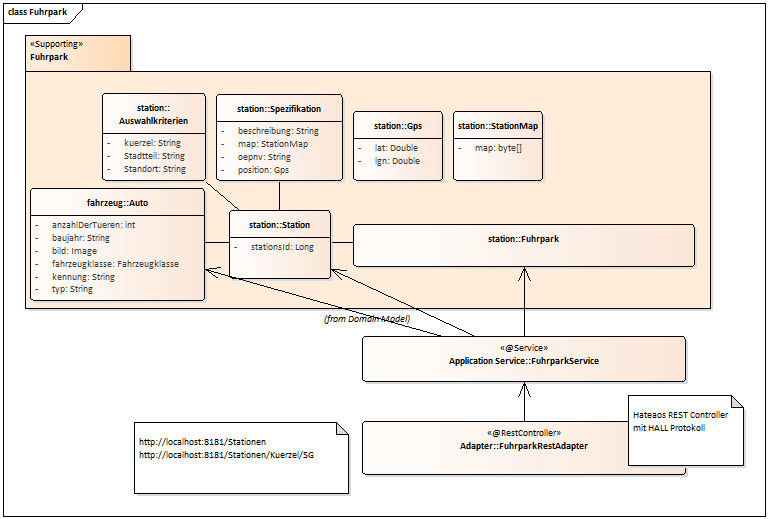 class Fuhrpark
«Supporting»
Fuhrpark
station::
Auswahlkriterien
- kuerzel: String
- Stadtteil: String
- Standort: String
station::Spezifikation
- beschreibung: String
- map: StationMap
- oepnv: String
- position: Gps
station::Gps
- lat: Double
- lgn: Double
station::StationMap
- map: byte[]
fahrzeug::Auto
- anzahlDerTueren: int
- baujahr: String
- bild: Image
- fahrzeugklasse: Fahrzeugklasse
- kennung: String
- typ: String
station::Station
- stationsId: Long
station::Fuhrpark
(from Domain Model)
«@Service»
Application Service::FuhrparkService
«@RestController»
Adapter::FuhrparkRestAdapter
Hateaos REST Controller
mit HALL Protokoll
http://localhost:8181/Stationen
http://localhost:8181/Stationen/Kuerzel/SG